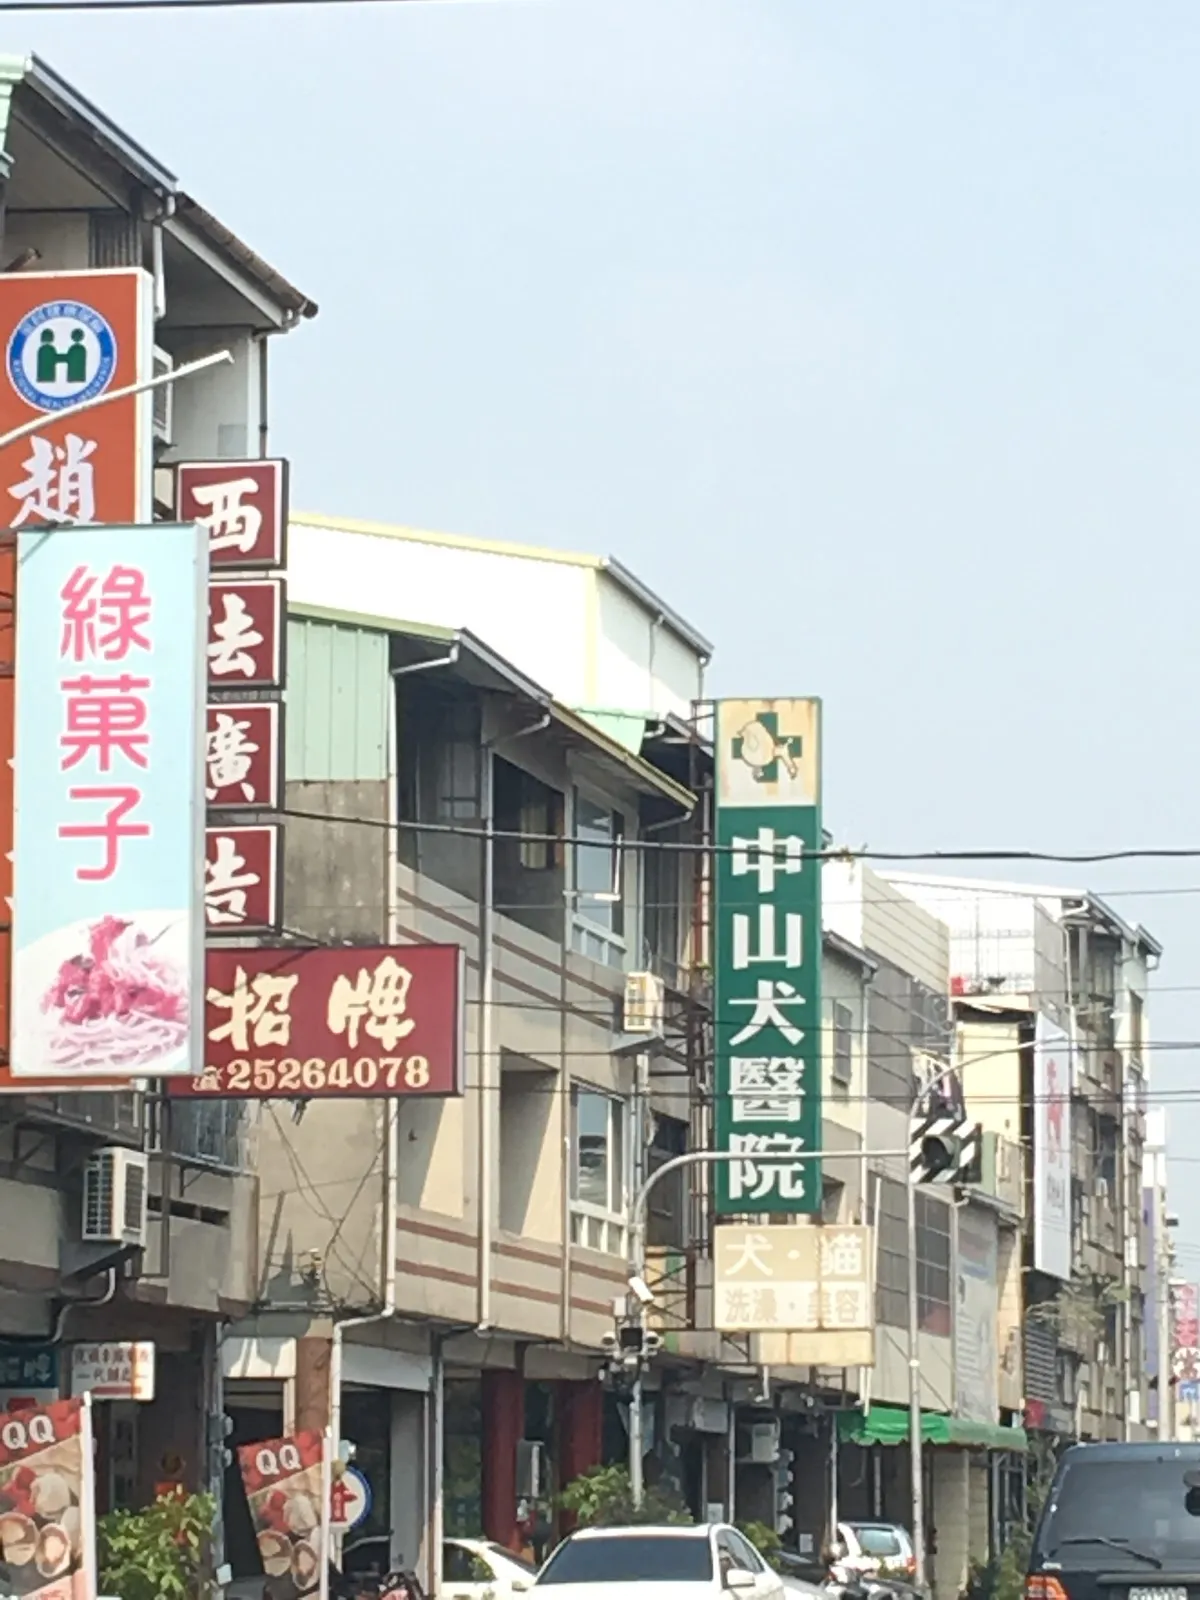 趙
綠菓子
西法廣告
招牌
25264078
中山犬醫院
犬·貓
洗澡·美容
QQ
QQ